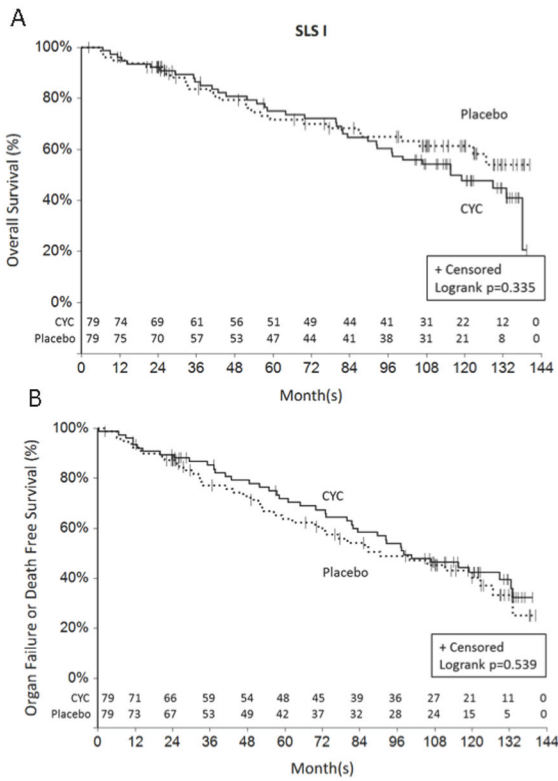 A
SLS I
Overall Survival (%)
100%
80%
60%
40%
20%
0%
Placebo
CYC
+ Censored
Logrank p=0.335
CYC 79 74 69 61 56 51 49 44 41 31 22 12 0
Placebo 79 75 70 57 53 47 44 41 38 31 21 8 0
0 12 24 36 48 60 72 84 96 108 120 132 144
Month(s)
B
Organ Failure or Death Free Survival (%)
100%
80%
60%
40%
20%
0%
CYC
Placebo
+ Censored
Logrank p=0.539
CYC 79 71 66 59 54 48 45 39 36 27 21 11 0
Placebo 79 73 67 53 49 42 37 32 28 24 15 5 0
0 12 24 36 48 60 72 84 96 108 120 132 144
Month(s)